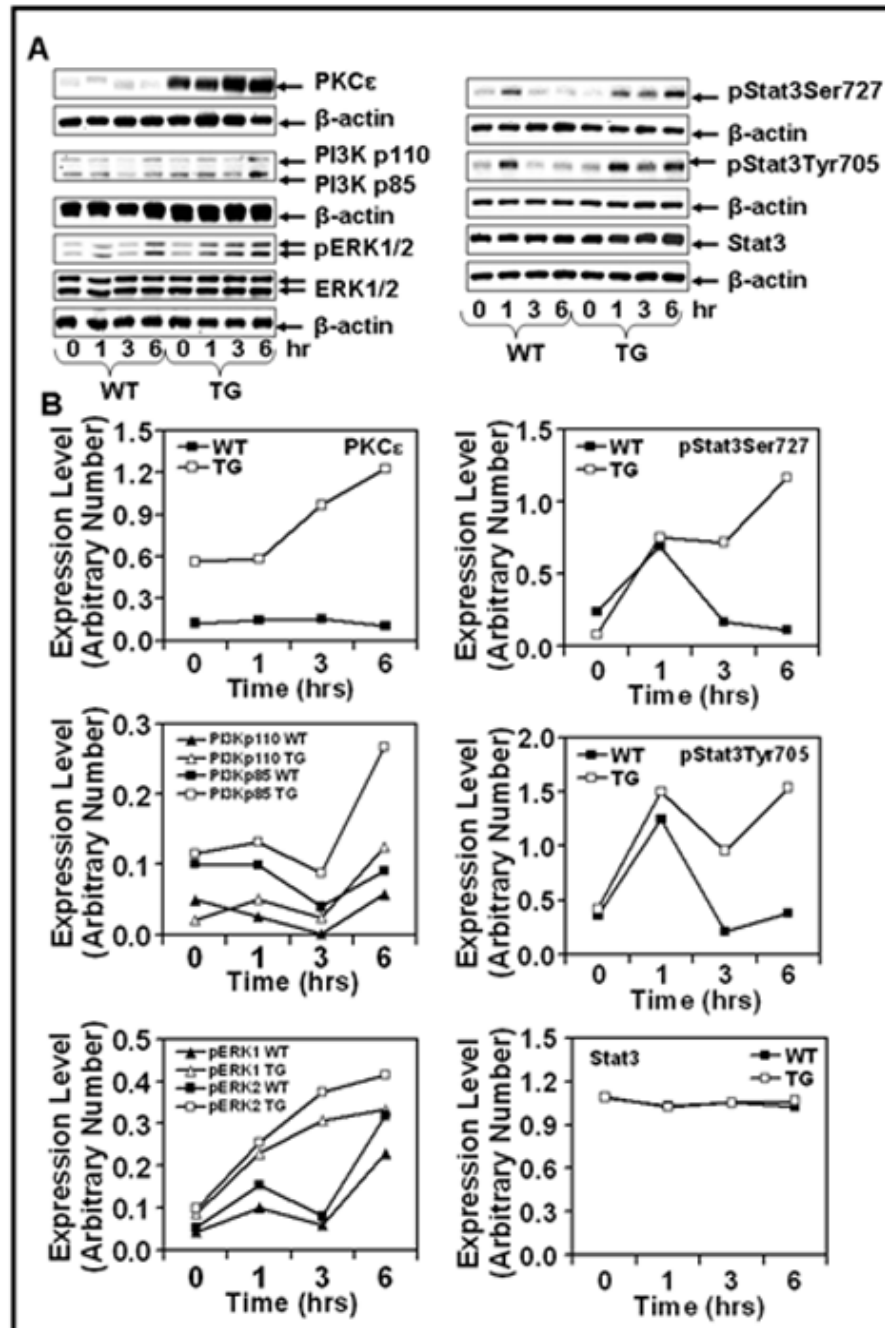 A
PKCε
β-actin
PI3K p110
PI3K p85
β-actin
pERK1/2
ERK1/2
β-actin
0 1 3 6 0 1 3 6 hr
WT TG
pStat3Ser727
β-actin
pStat3Tyr705
β-actin
Stat3
β-actin
0 1 3 6 0 1 3 6 hr
WT TG
B
Expression Level
(Arbitrary Number)
1.5
1.2
0.9
0.6
0.3
0.0
WT
TG
PKCε
0 1 3 6
Time (hrs)
Expression Level
(Arbitrary Number)
1.5
1.0
0.5
0.0
WT
TG
pStat3Ser727
0 1 3 6
Time (hrs)
Expression Level
(Arbitrary Number)
0.3
0.2
0.1
0.0
PI3Kp110 WT
PI3Kp110 TG
PI3Kp85 WT
PI3Kp85 TG
0 1 3 6
Time (hrs)
Expression Level
(Arbitrary Number)
2.0
1.5
1.0
0.5
0.0
WT
TG
pStat3Tyr705
0 1 3 6
Time (hrs)
Expression Level
(Arbitrary Number)
0.5
0.4
0.3
0.2
0.1
0.0
pERK1 WT
pERK1 TG
pERK2 WT
pERK2 TG
0 1 3 6
Time (hrs)
Expression Level
(Arbitrary Number)
1.5
1.2
0.9
0.6
0.3
0.0
Stat3
WT
TG
0 1 3 6
Time (hrs)